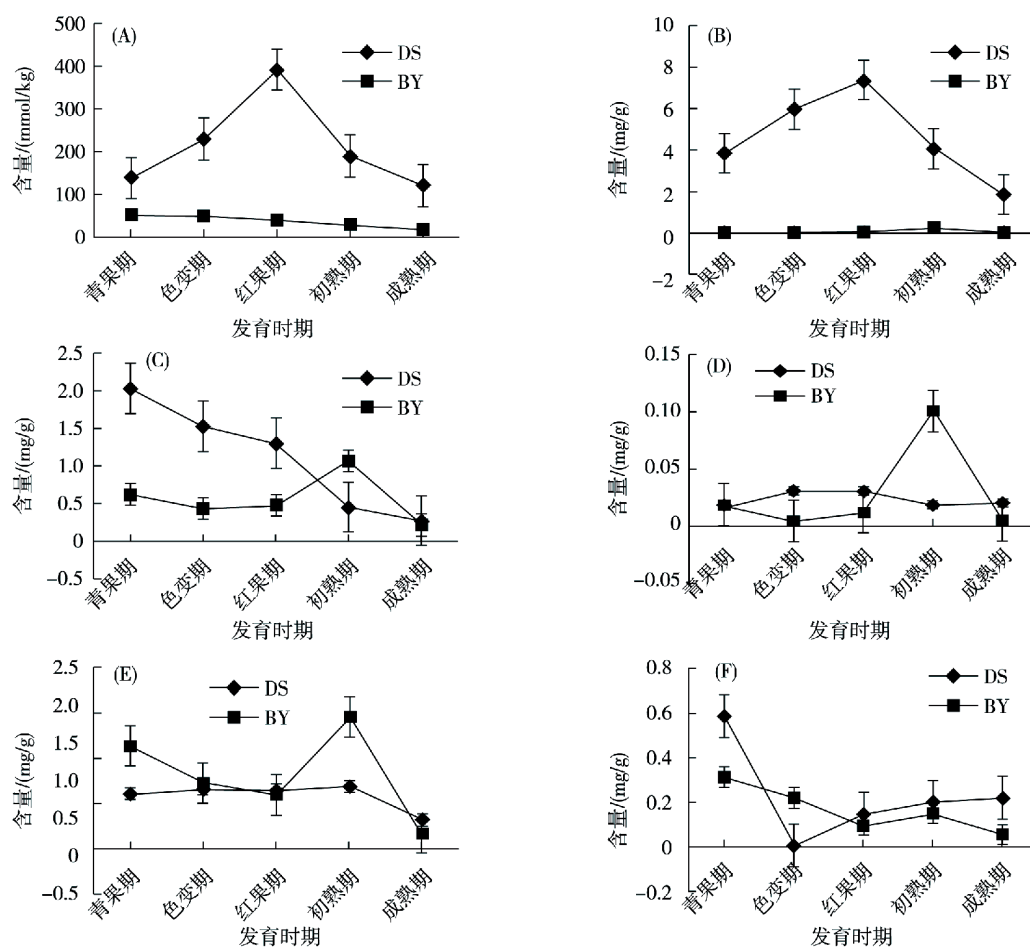 (A)
500
400
300
200
100
0
含量/(mmol/kg)
DS
BY
青果期
色变期
红果期
初熟期
成熟期
发育时期
(B)
10
8
6
4
2
0
-2
含量/(mg/g)
DS
BY
青果期
色变期
红果期
初熟期
成熟期
发育时期
(C)
2.5
2.0
1.5
1.0
0.5
0
-0.5
含量/(mg/g)
DS
BY
青果期
色变期
红果期
初熟期
成熟期
发育时期
(D)
0.15
0.10
0.05
0
-0.05
含量/(mg/g)
DS
BY
青果期
色变期
红果期
初熟期
成熟期
发育时期
(E)
2.5
2.0
1.5
1.0
0.5
0
-0.5
含量/(mg/g)
DS
BY
青果期
色变期
红果期
初熟期
成熟期
发育时期
(F)
0.8
0.6
0.4
0.2
0
-0.2
含量/(mg/g)
DS
BY
青果期
色变期
红果期
初熟期
成熟期
发育时期